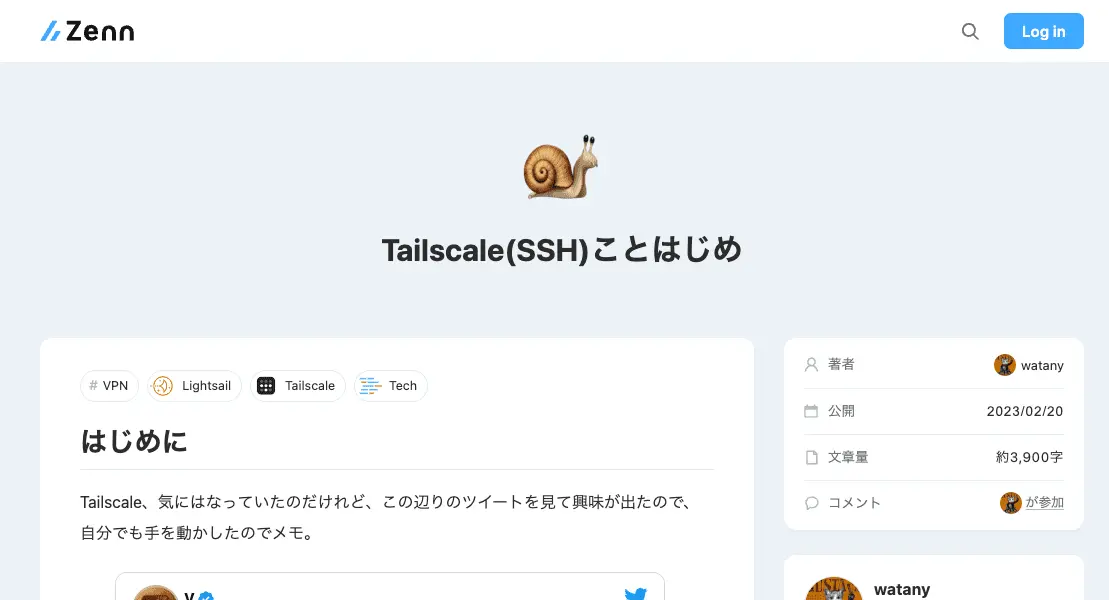 Zenn
Log in
Tailscale(SSH)ことはじめ
# VPN
Lightsail
Tailscale
Tech
はじめに
Tailscale、気にはなっていたのだけれど、この辺りのツイートを見て興味が出たので、
自分でも手を動かしたのでメモ。
著者 watany
公開 2023/02/20
文章量 約3,900字
コメント が参加
watany